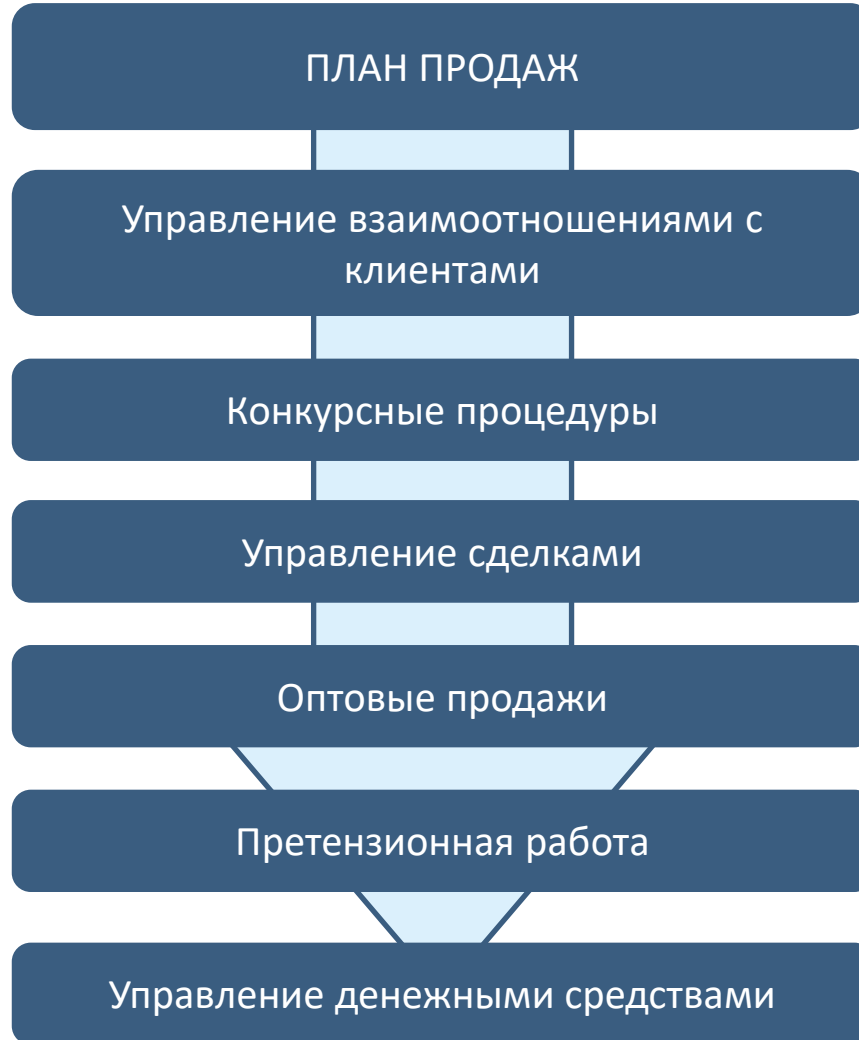 ПЛАН ПРОДАЖ
Управление взаимоотношениями с
клиентами
Конкурсные процедуры
Управление сделками
Оптовые продажи
Претензионная работа
Управление денежными средствами